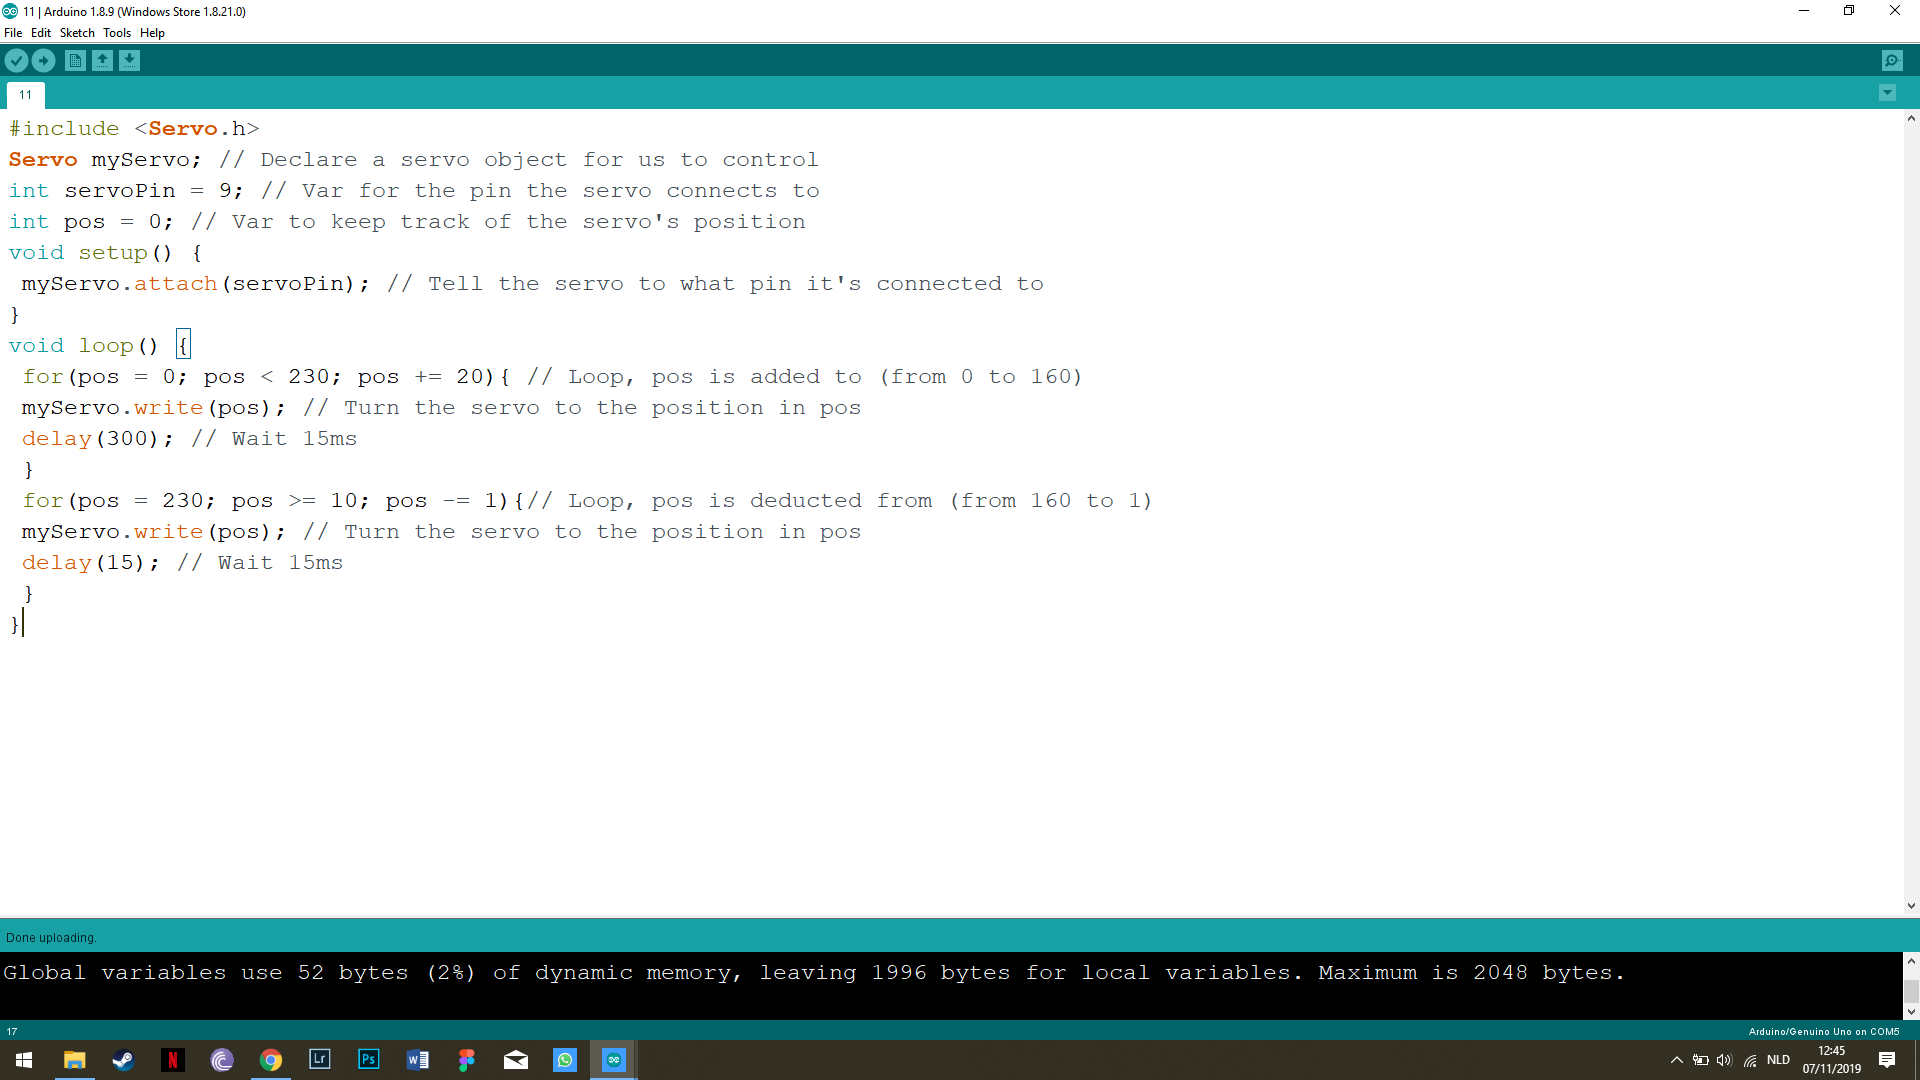 11 | Arduino 1.8.9 (Windows Store 1.8.21.0)
File Edit Sketch Tools Help
11
#include <Servo.h>
Servo myServo; // Declare a servo object for us to control
int servoPin = 9; // Var for the pin the servo connects to
int pos = 0; // Var to keep track of the servo's position
void setup() {
 myServo.attach(servoPin); // Tell the servo to what pin it's connected to
}
void loop() {
 for(pos = 0; pos < 230; pos += 20){ // Loop, pos is added to (from 0 to 160)
 myServo.write(pos); // Turn the servo to the position in pos
 delay(300); // Wait 15ms
 }
 for(pos = 230; pos >= 10; pos -= 1){// Loop, pos is deducted from (from 160 to 1)
 myServo.write(pos); // Turn the servo to the position in pos
 delay(15); // Wait 15ms
 }
}
Done uploading.
Global variables use 52 bytes (2%) of dynamic memory, leaving 1996 bytes for local variables. Maximum is 2048 bytes.
17 Arduino/Genuino Uno on COM5
N Lr Ps W NLD 12:45
07/11/2019